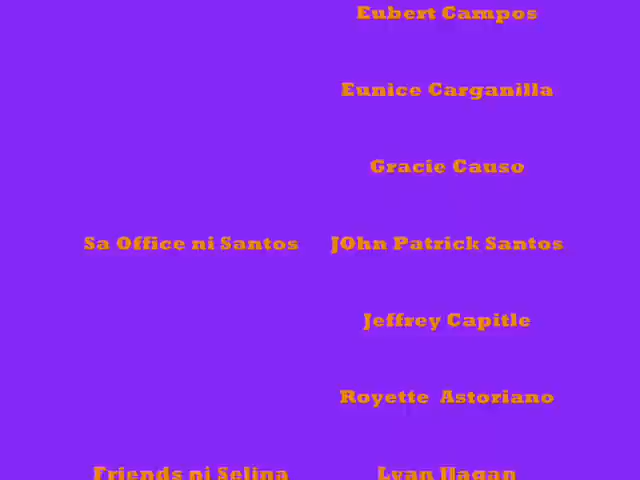 Eubert Campos
Eunice Carganilla
Gracie Causo
Sa Office ni Santos JOhn Patrick Santos
Jeffrey Capitle
Royette Astoriano
Friends ni Selina